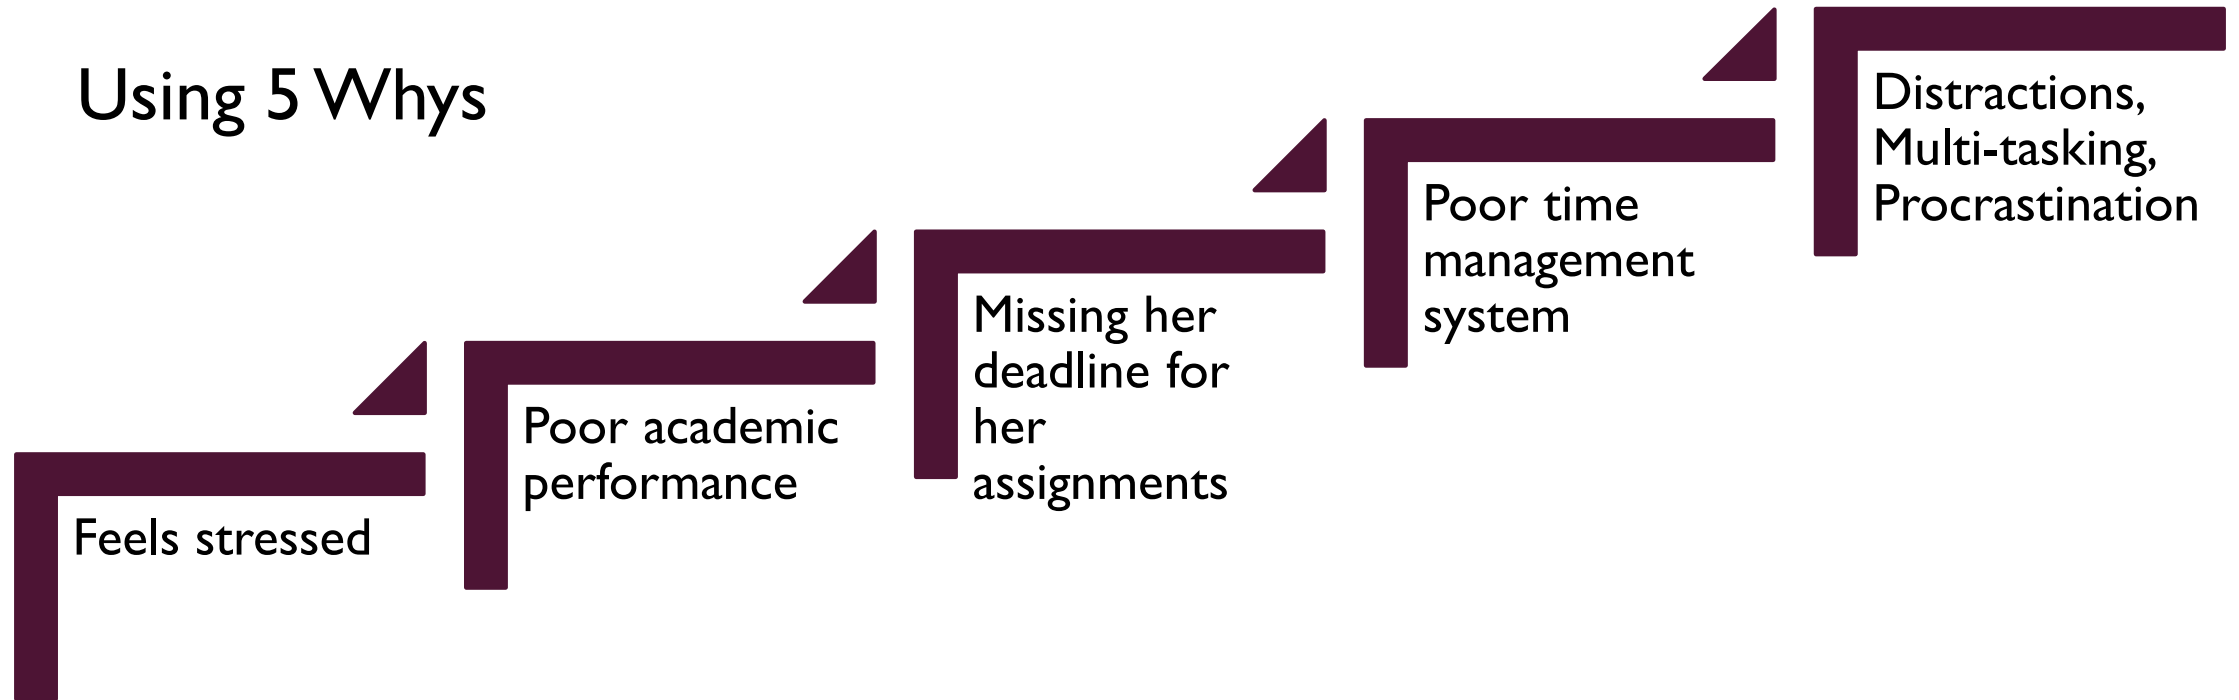 Using 5 Whys
Feels stressed
Poor academic
performance
Missing her
deadline for
her
assignments
Poor time
management
system
Distractions,
Multi-tasking,
Procrastination